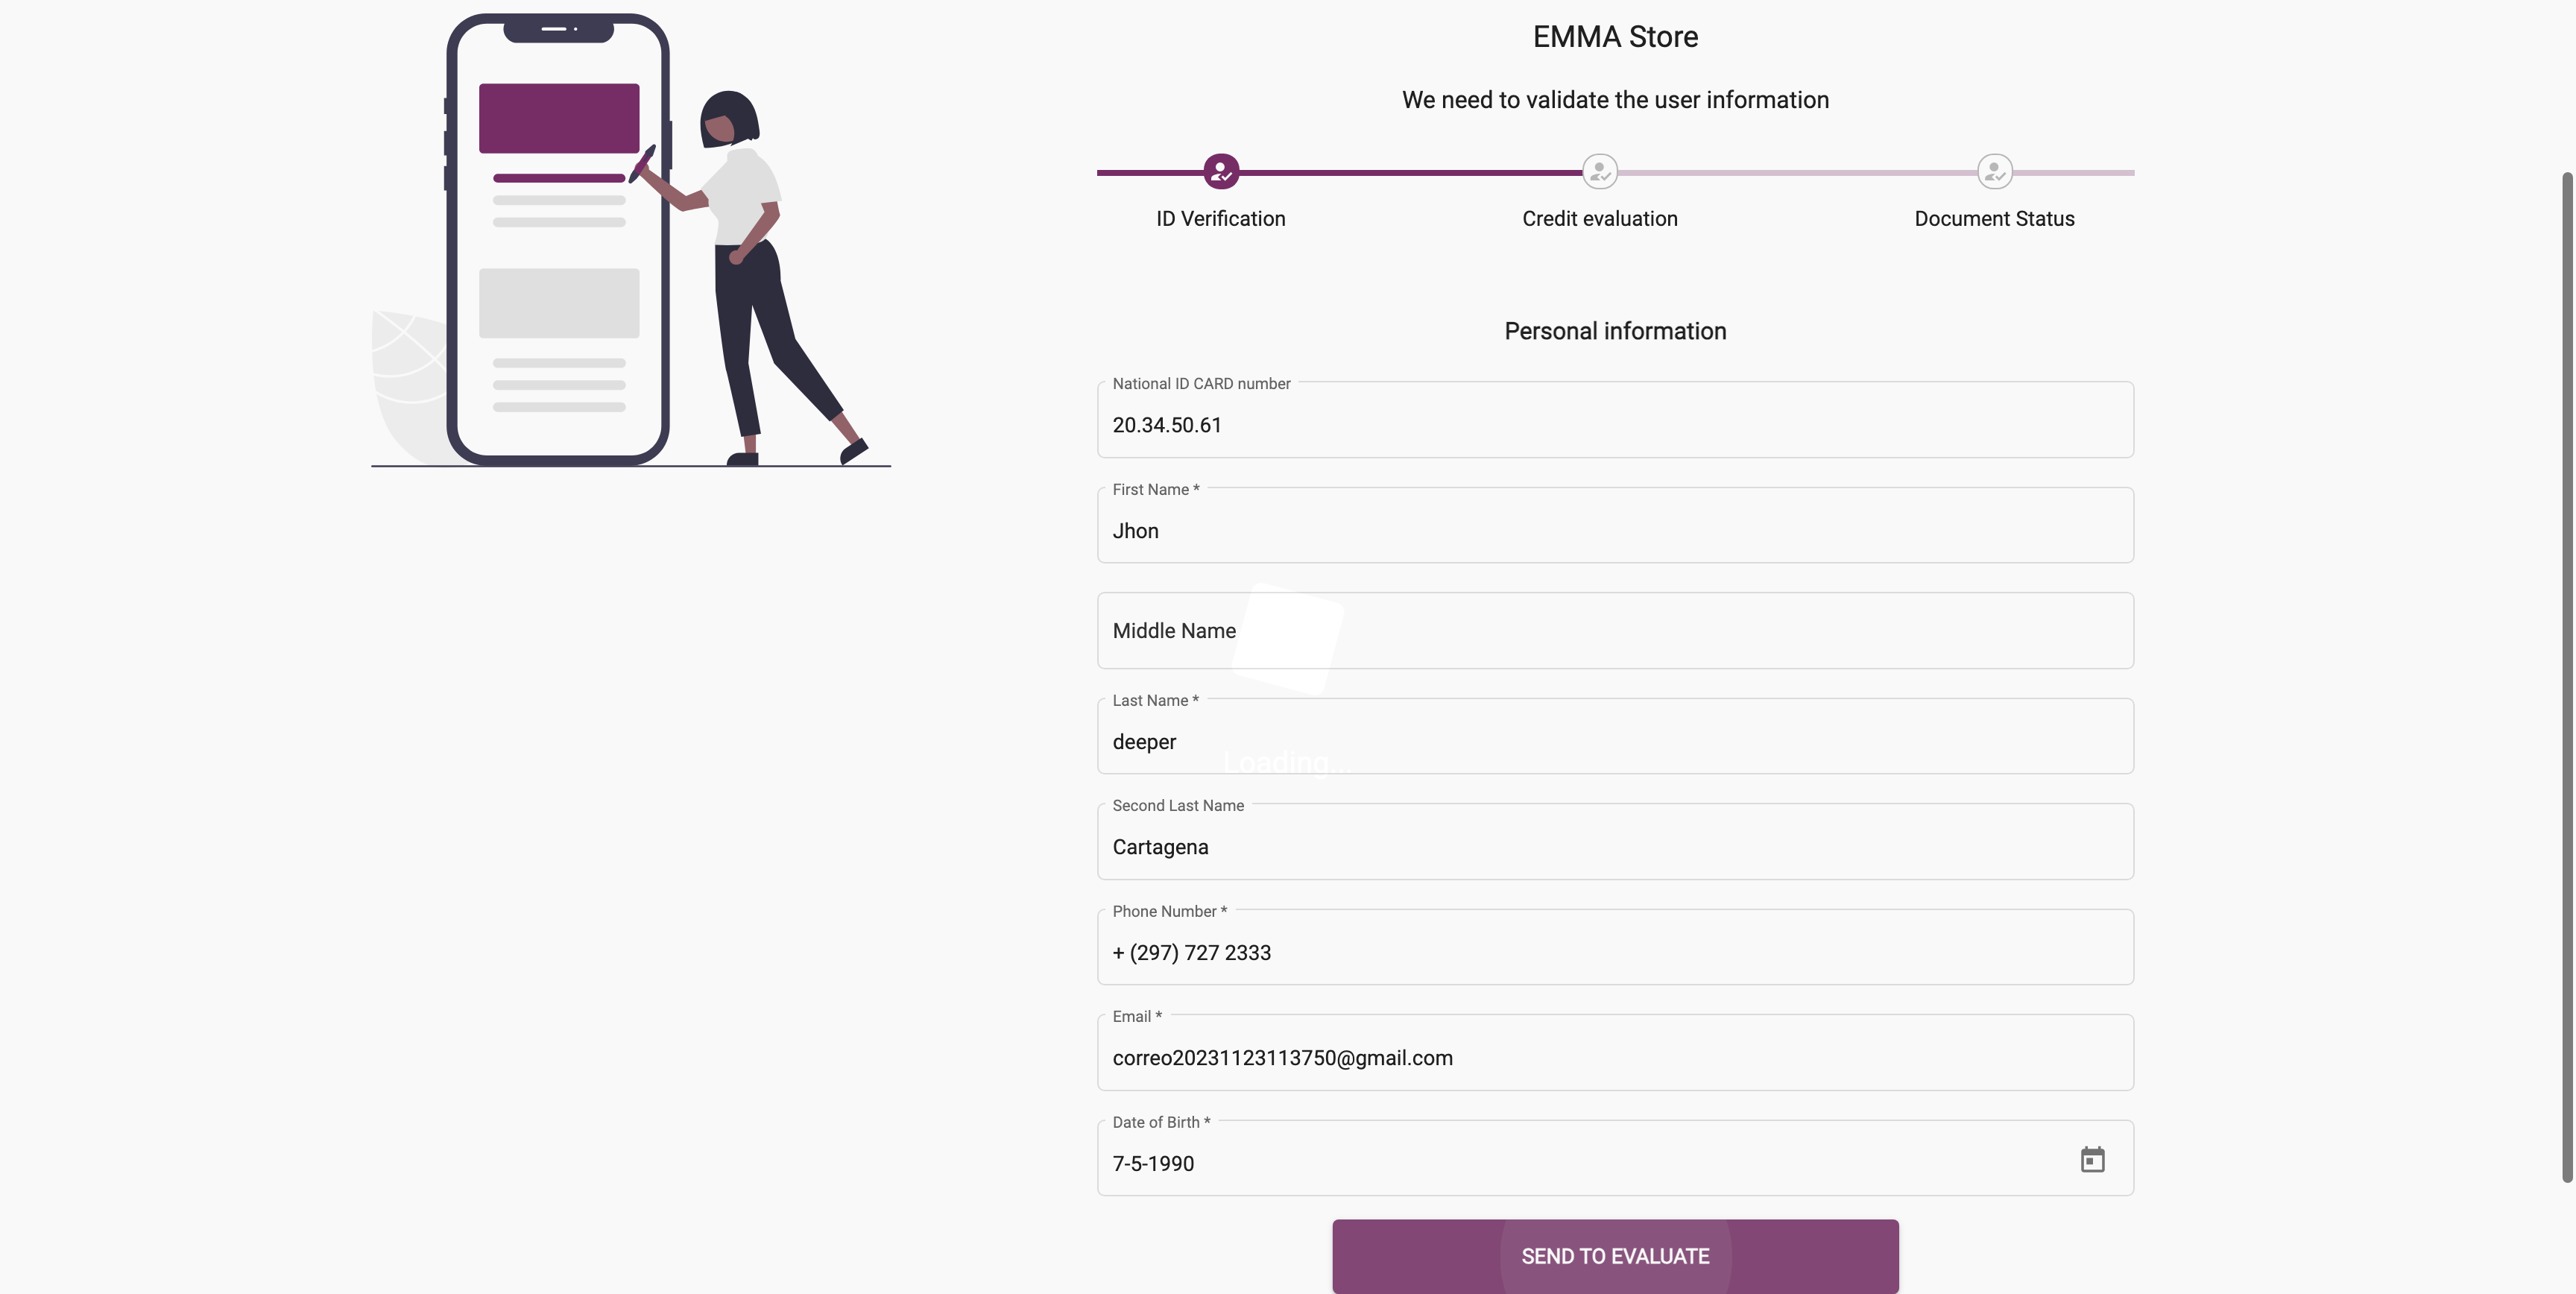 EMMA Store
We need to validate the user information
ID Verification
Credit evaluation
Document Status
Personal information
National ID CARD number
20.34.50.61
First Name *
Jhon
Middle Name
Last Name *
deeper
Loading...
Second Last Name
Cartagena
Phone Number *
+ (297) 727 2333
Email *
correo20231123113750@gmail.com
Date of Birth *
7-5-1990
SEND TO EVALUATE